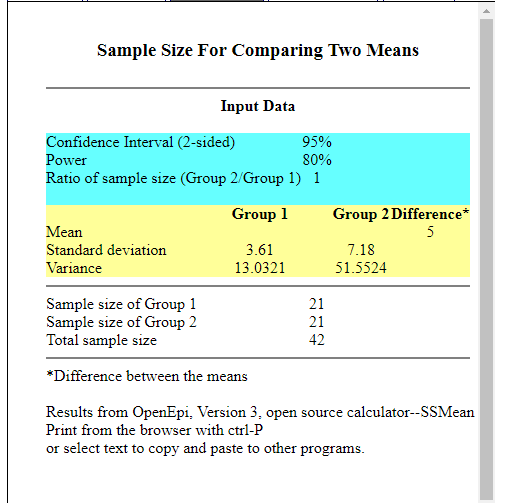 Sample Size For Comparing Two Means
Input Data
Confidence Interval (2-sided) 95%
Power 80%
Ratio of sample size (Group 2/Group 1) 1
Group 1 Group 2 Difference*
Mean 5
Standard deviation 3.61 7.18
Variance 13.0321 51.5524
Sample size of Group 1 21
Sample size of Group 2 21
Total sample size 42
*Difference between the means
Results from OpenEpi, Version 3, open source calculator--SSMean
Print from the browser with ctrl-P
or select text to copy and paste to other programs.